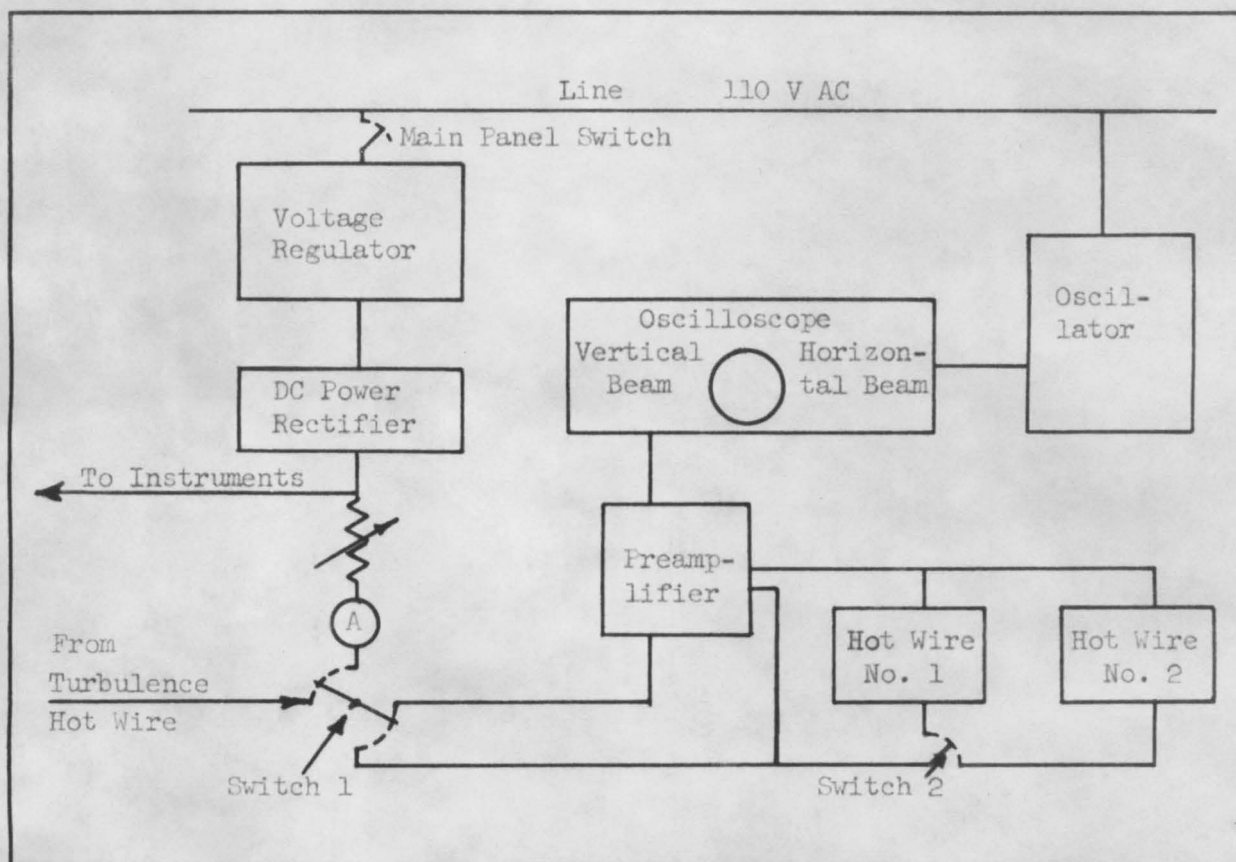 Line 110 V AC
Main Panel Switch
Voltage
Regulator
Oscil-
lator
Oscilloscope
Vertical
Beam
Horizon-
tal Beam
DC Power
Rectifier
To Instruments
Preamp-
lifier
A
From
Turbulence
Hot Wire
Hot Wire
No. 1
Hot Wire
No. 2
Switch 1
Switch 2